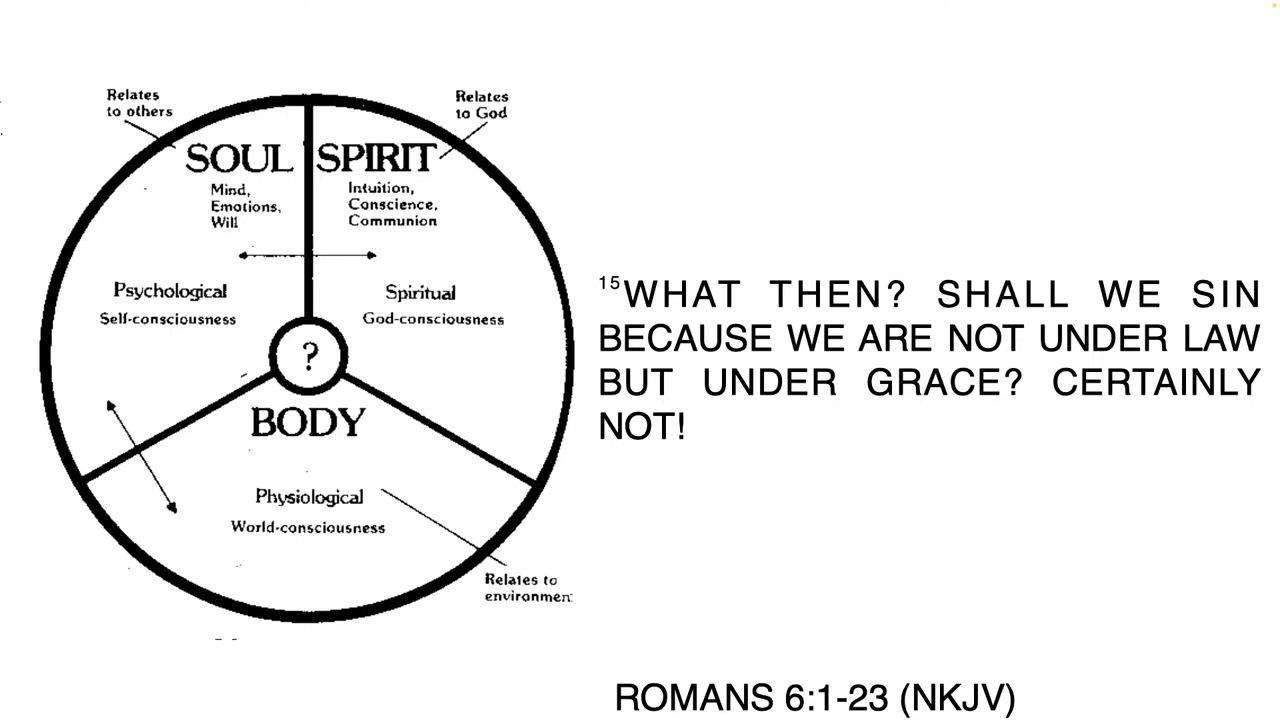 Relates
to others
Relates
to God
SOUL
SPIRIT
Mind,
Emotions,
Will
Intuition,
Conscience,
Communion
Psychological
Self-consciousness
Spiritual
God-consciousness
?
BODY
Physiological
World-consciousness
Relates to
environmen
15WHAT THEN? SHALL WE SIN
BECAUSE WE ARE NOT UNDER LAW
BUT UNDER GRACE? CERTAINLY
NOT!
ROMANS 6:1-23 (NKJV)